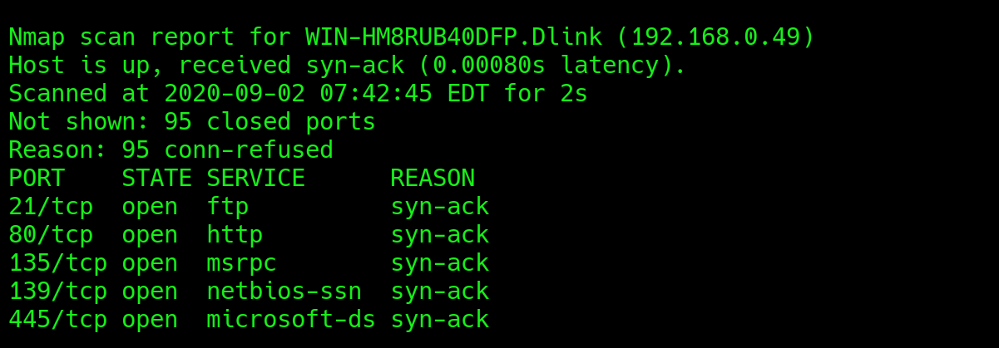 Nmap scan report for WIN-HM8RUB40DFP.Dlink (192.168.0.49)
Host is up, received syn-ack (0.00080s latency).
Scanned at 2020-09-02 07:42:45 EDT for 2s
Not shown: 95 closed ports
Reason: 95 conn-refused
PORT    STATE SERVICE      REASON
21/tcp  open  ftp          syn-ack
80/tcp  open  http         syn-ack
135/tcp open  msrpc        syn-ack
139/tcp open  netbios-ssn  syn-ack
445/tcp open  microsoft-ds syn-ack